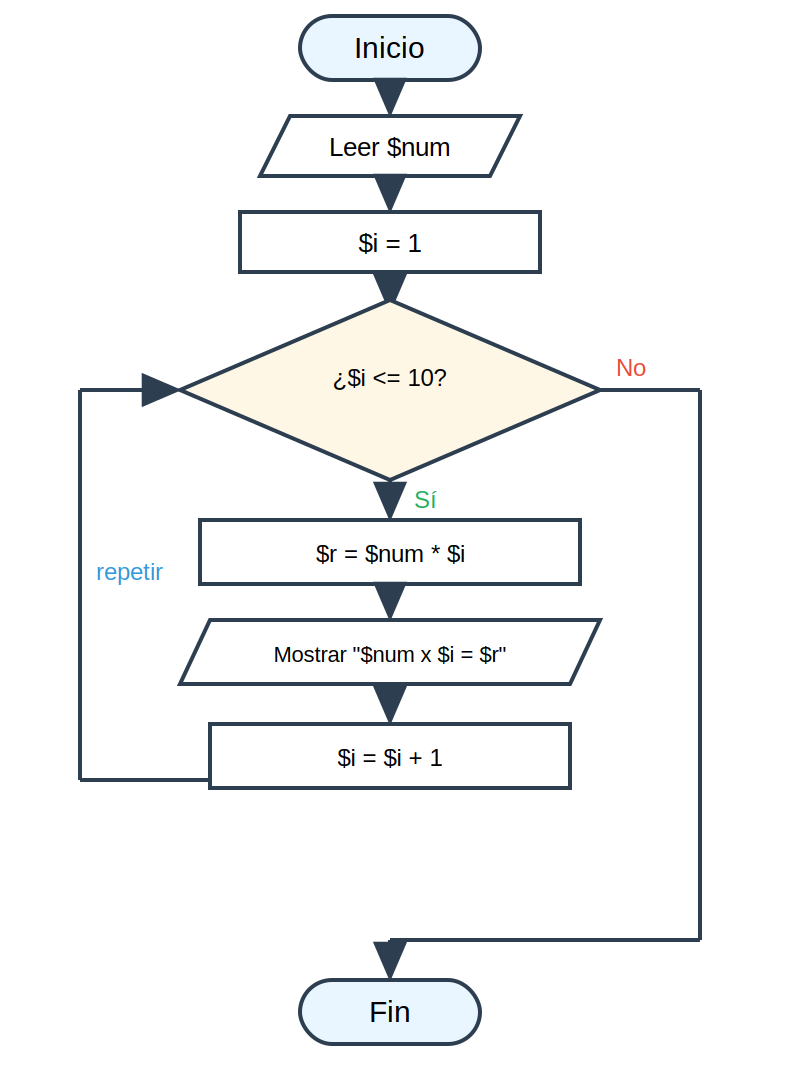 Inicio
Leer $num
$i = 1
¿$i <= 10?
No
Sí
$r = $num * $i
repetir
Mostrar "$num x $i = $r"
$i = $i + 1
Fin